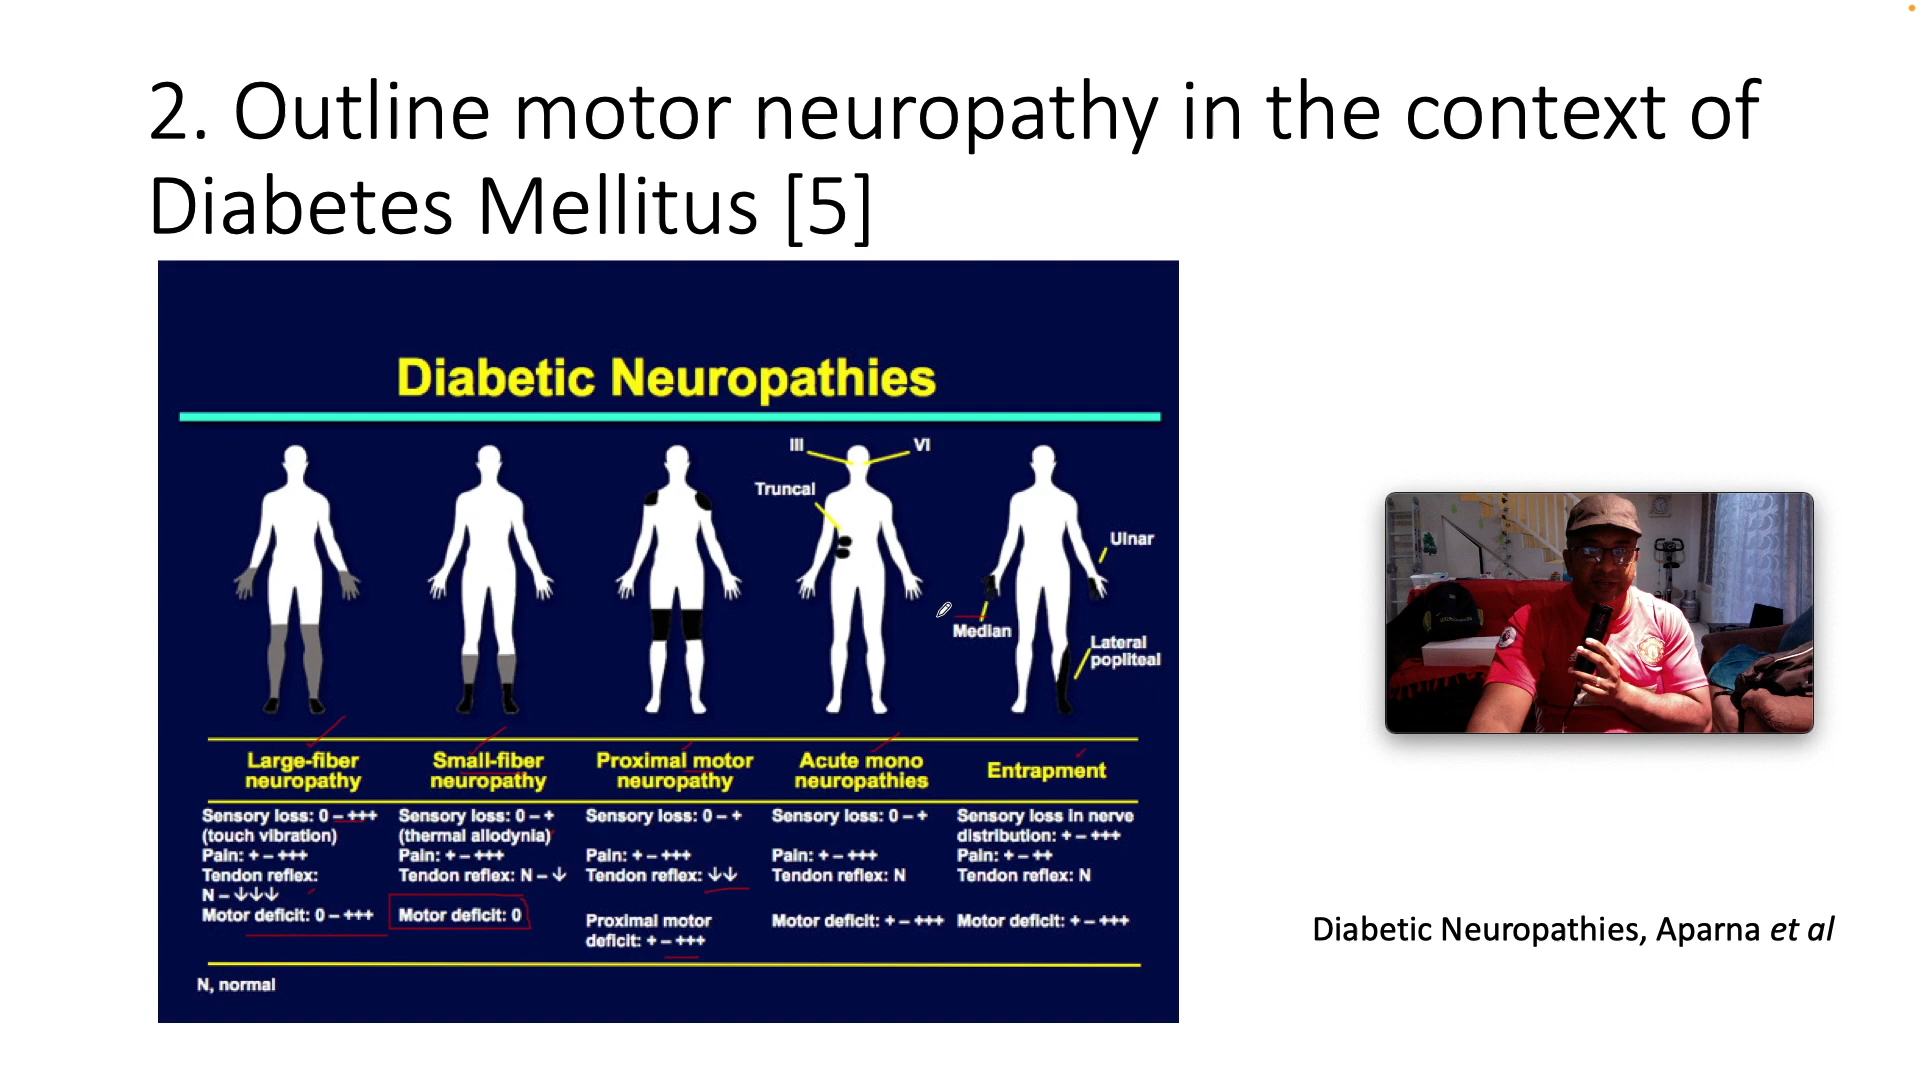 2. Outline motor neuropathy in the context of
Diabetes Mellitus [5]
Diabetic Neuropathies
III
VI
Truncal
Ulnar
Median
Lateral
popliteal
Large-fiber
neuropathy
Small-fiber
neuropathy
Proximal motor
neuropathy
Acute mono
neuropathies
Entrapment
Sensory loss: 0 – +++
(touch vibration)
Pain: + – +++
Tendon reflex:
N – ↓↓↓
Motor deficit: 0 – +++
Sensory loss: 0 – +
(thermal allodynia)
Pain: + – +++
Tendon reflex: N – ↓
Motor deficit: 0
Sensory loss: 0 – +
Pain: + – +++
Tendon reflex: ↓↓
Proximal motor
deficit: + – +++
Sensory loss: 0 – +
Pain: + – +++
Tendon reflex: N
Motor deficit: + – +++
Sensory loss in nerve
distribution: + – +++
Pain: + – ++
Tendon reflex: N
Motor deficit: + – +++
N, normal
Diabetic Neuropathies, Aparna et al